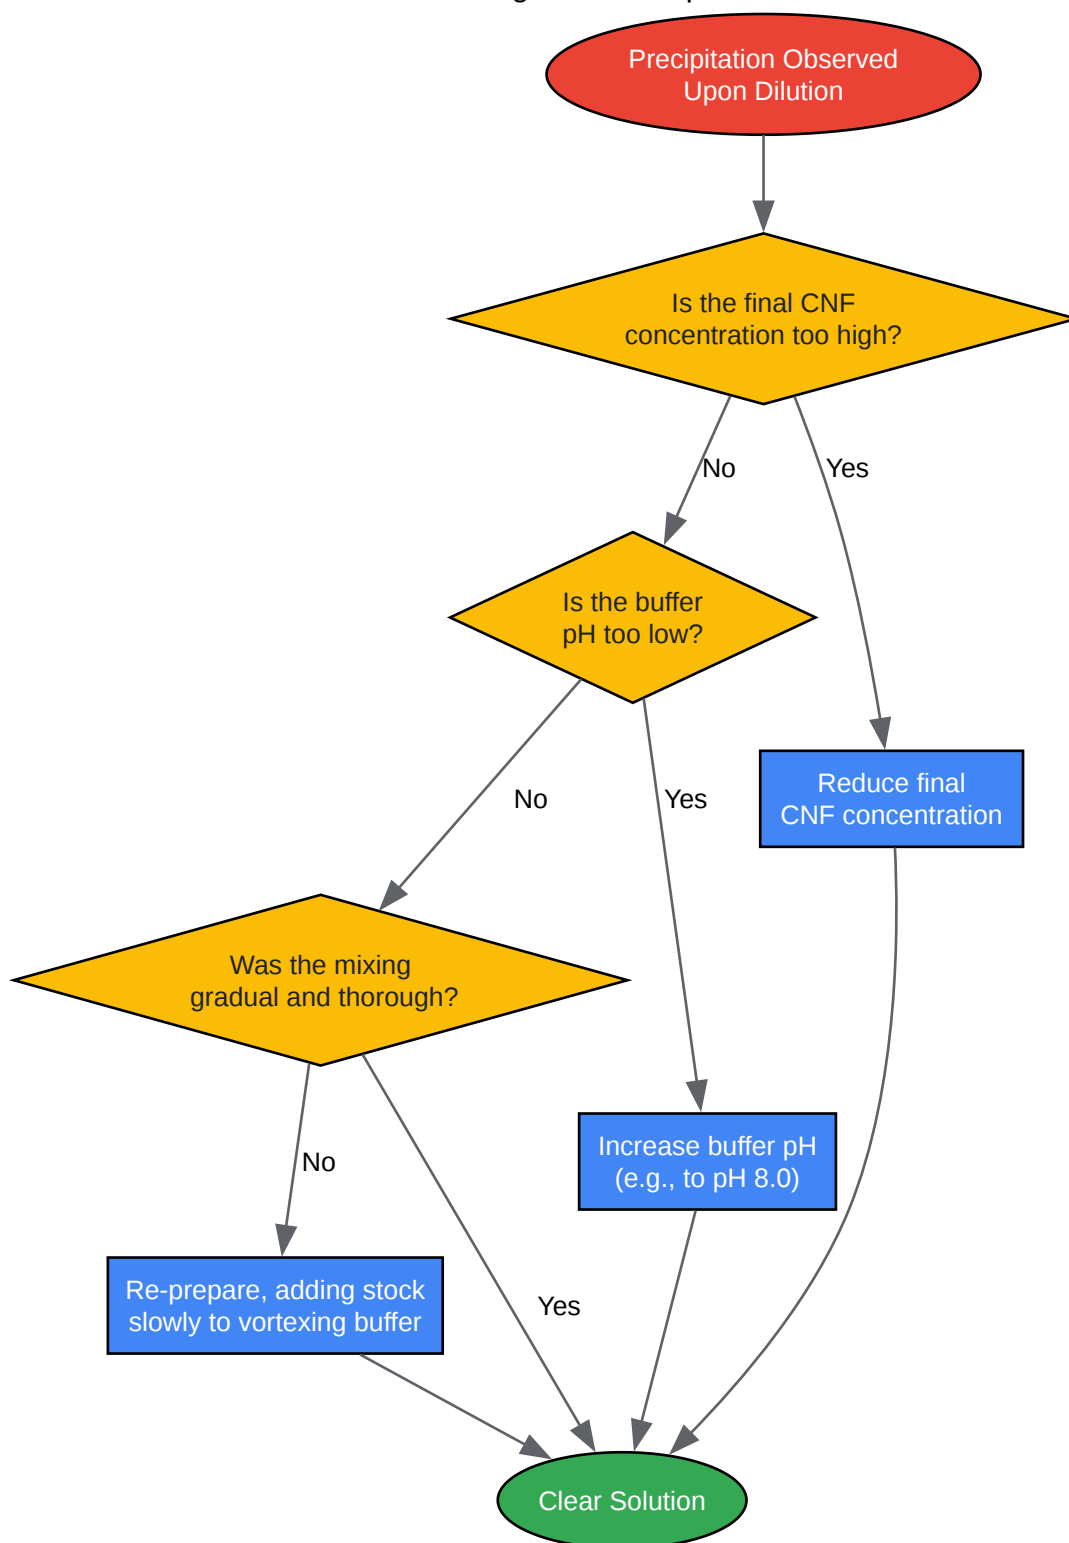 Precipitation Observed
Upon Dilution
Is the final CNF
concentration too high?
No
Yes
Is the buffer
pH too low?
Reduce final
CNF concentration
No
Yes
Was the mixing
gradual and thorough?
Increase buffer pH
(e.g., to pH 8.0)
No
Re-prepare, adding stock
slowly to vortexing buffer
Yes
Clear Solution